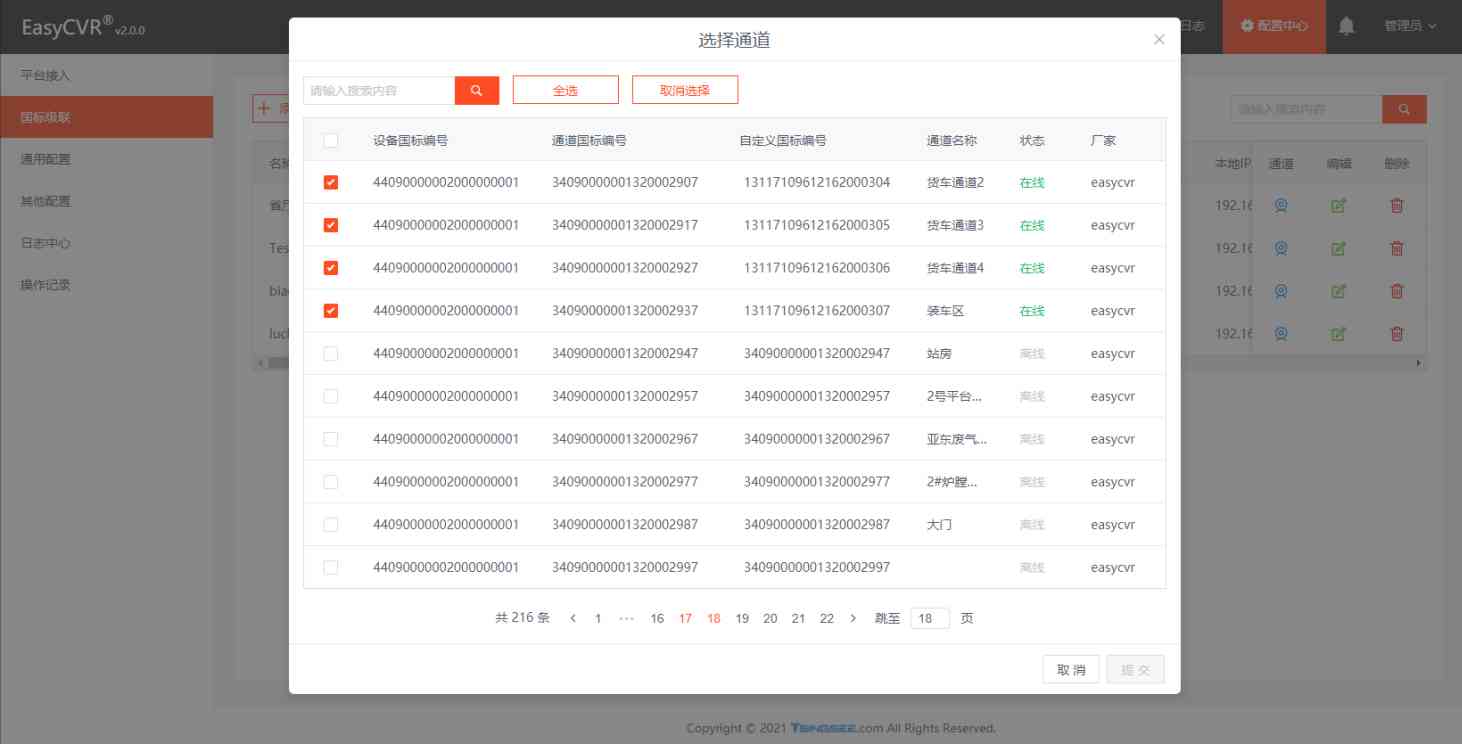 EasyCVR® v2.0.0
日志
配置中心
管理员
平台接入
国标级联
通用配置
其他配置
日志中心
操作记录
选择通道
请输入搜索内容
全选
取消选择
设备国标编号 通道国标编号 自定义国标编号 通道名称 状态 厂家
44090000002000000001 34090000001320002907 13117109612162000304 货车通道2 在线 easycvr
44090000002000000001 34090000001320002917 13117109612162000305 货车通道3 在线 easycvr
44090000002000000001 34090000001320002927 13117109612162000306 货车通道4 在线 easycvr
44090000002000000001 34090000001320002937 13117109612162000307 装车区 在线 easycvr
44090000002000000001 34090000001320002947 34090000001320002947 站房 离线 easycvr
44090000002000000001 34090000001320002957 34090000001320002957 2号平台... 离线 easycvr
44090000002000000001 34090000001320002967 34090000001320002967 亚东废气... 离线 easycvr
44090000002000000001 34090000001320002977 34090000001320002977 2#炉膛... 离线 easycvr
44090000002000000001 34090000001320002987 34090000001320002987 大门 离线 easycvr
44090000002000000001 34090000001320002997 34090000001320002997 离线 easycvr
共 216 条 < 1 ··· 16 17 18 19 20 21 22 > 跳至 18 页
取消
提交
名称
省厅
Tes
bia
luc
请输入搜索内容
本地IP 通道 编辑 删除
192.16
192.16
192.16
192.16
Copyright © 2021 TSINGSEE.com All Rights Reserved.